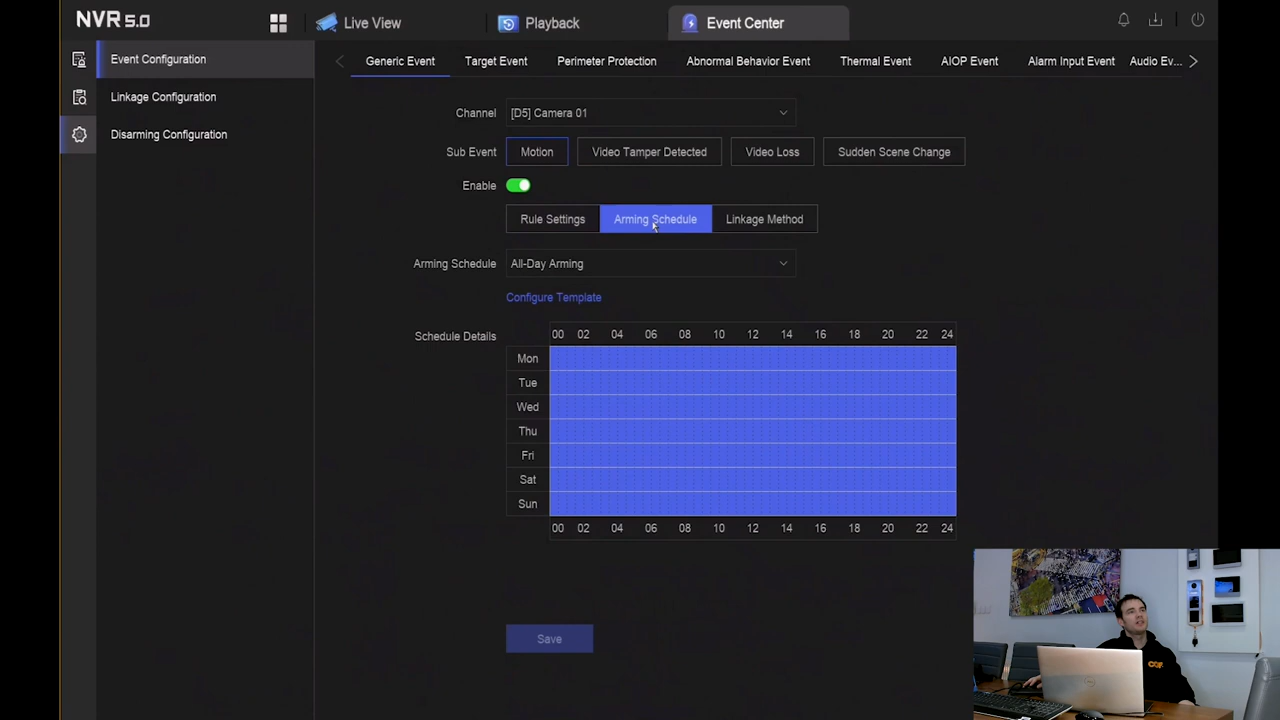 NVR 5.0
Live View
Playback
Event Center
Event Configuration
Linkage Configuration
Disarming Configuration
Generic Event
Target Event
Perimeter Protection
Abnormal Behavior Event
Thermal Event
AIOP Event
Alarm Input Event
Audio Ev...
Channel
[D5] Camera 01
Sub Event
Motion
Video Tamper Detected
Video Loss
Sudden Scene Change
Enable
Rule Settings
Arming Schedule
Linkage Method
Arming Schedule
All-Day Arming
Configure Template
Schedule Details
00 02 04 06 08 10 12 14 16 18 20 22 24
Mon
Tue
Wed
Thu
Fri
Sat
Sun
00 02 04 06 08 10 12 14 16 18 20 22 24
Save